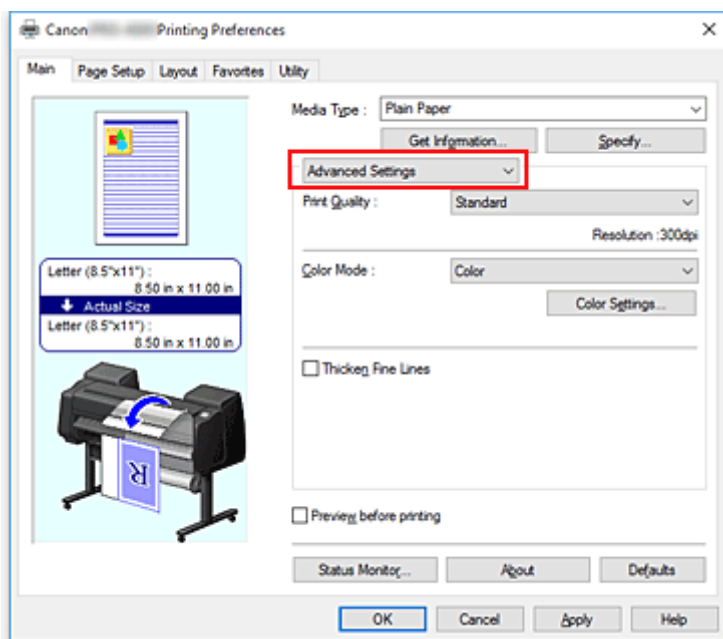 Canon Printing Preferences
Main Page Setup Layout Favorites Utility
Media Type : Plain Paper
Get Information... Specify...
Advanced Settings
Print Quality : Standard
Resolution :300dpi
Color Mode : Color
Color Settings...
Thicken Fine Lines
Letter (8.5"x11") :
8.50 in x 11.00 in
Actual Size
Letter (8.5"x11") :
8.50 in x 11.00 in
R
Preview before printing
Status Monitor... About Defaults
OK Cancel Apply Help